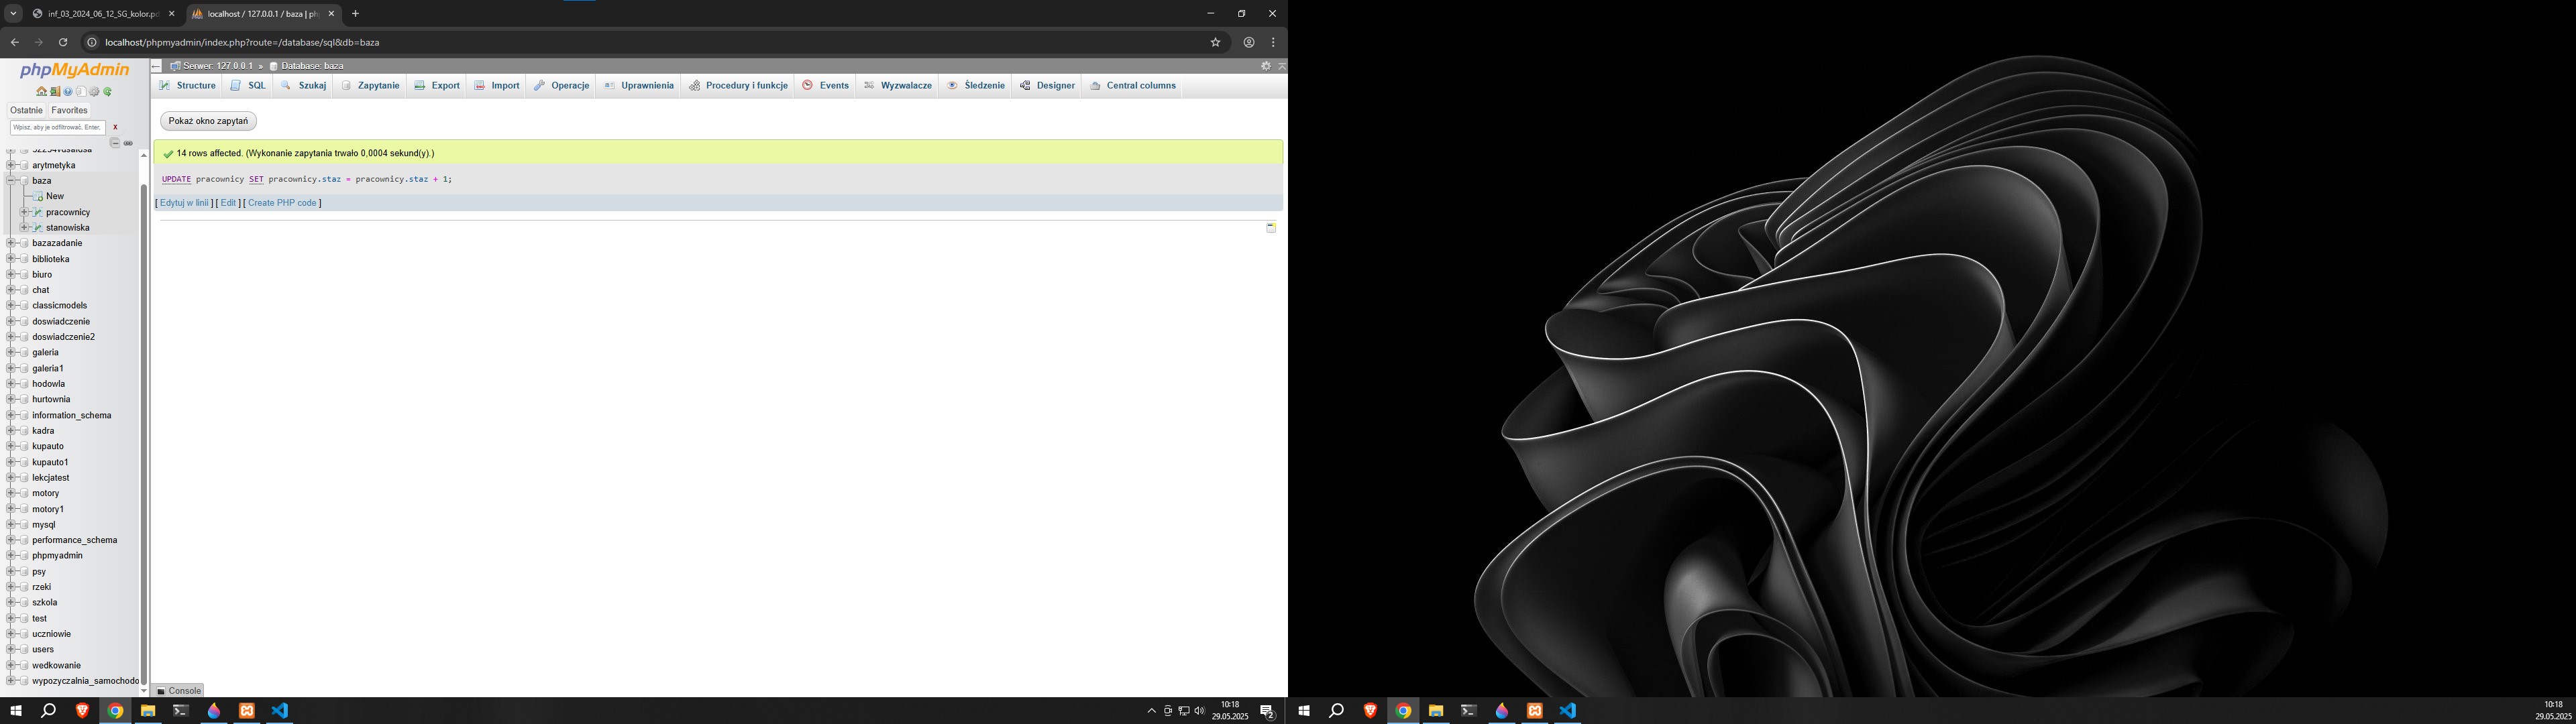 inf_03_2024_06_12_SG_kolor.pd
localhost / 127.0.0.1 / baza | ph
localhost/phpmyadmin/index.php?route=/database/sql&db=baza
phpMyAdmin
Serwer: 127.0.0.1 » Database: baza
Structure SQL Szukaj Zapytanie Export Import Operacje Uprawnienia Procedury i funkcje Events Wyzwalacze Śledzenie Designer Central columns
Ostatnie Favorites
Wpisz, aby je odfiltrować, Enter, x
Pokaż okno zapytań
14 rows affected. (Wykonanie zapytania trwało 0,0004 sekund(y).)
UPDATE pracownicy SET pracownicy.staz = pracownicy.staz + 1;
[ Edytuj w linii ] [ Edit ] [ Create PHP code ]
arytmetyka
baza
New
pracownicy
stanowiska
bazazadanie
biblioteka
biuro
chat
classicmodels
doswiadczenie
doswiadczenie2
galeria
galeria1
hodowla
hurtownia
information_schema
kadra
kupauto
kupauto1
lekcjatest
motory
motory1
mysql
performance_schema
phpmyadmin
psy
rzeki
szkola
test
uczniowie
users
wedkowanie
wypozyczalnia_samochodo
Console
10:18
29.05.2025
2
10:18
29.05.2025